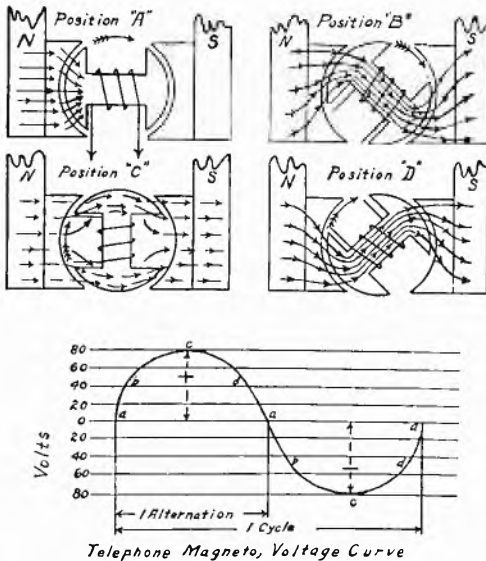 Position "A"
N
S
Position "B"
N
S
Position "C"
N
S
Position "D"
N
S
Volts
80
60
40
20
0
20
40
60
80
a
b
c
+
d
a
b
c
–
d
a
1 Alternation
1 Cycle
Telephone Magneto, Voltage Curve